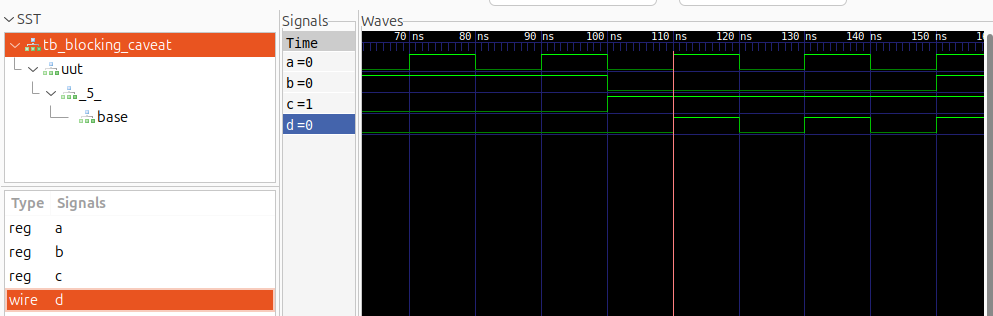 SST
tb_blocking_caveat
uut
_5_
base
Type Signals
reg a
reg b
reg c
wire d
Signals
Time
a=0
b=0
c=1
d=0
Waves
70 ns 80 ns 90 ns 100 ns 110 ns 120 ns 130 ns 140 ns 150 ns